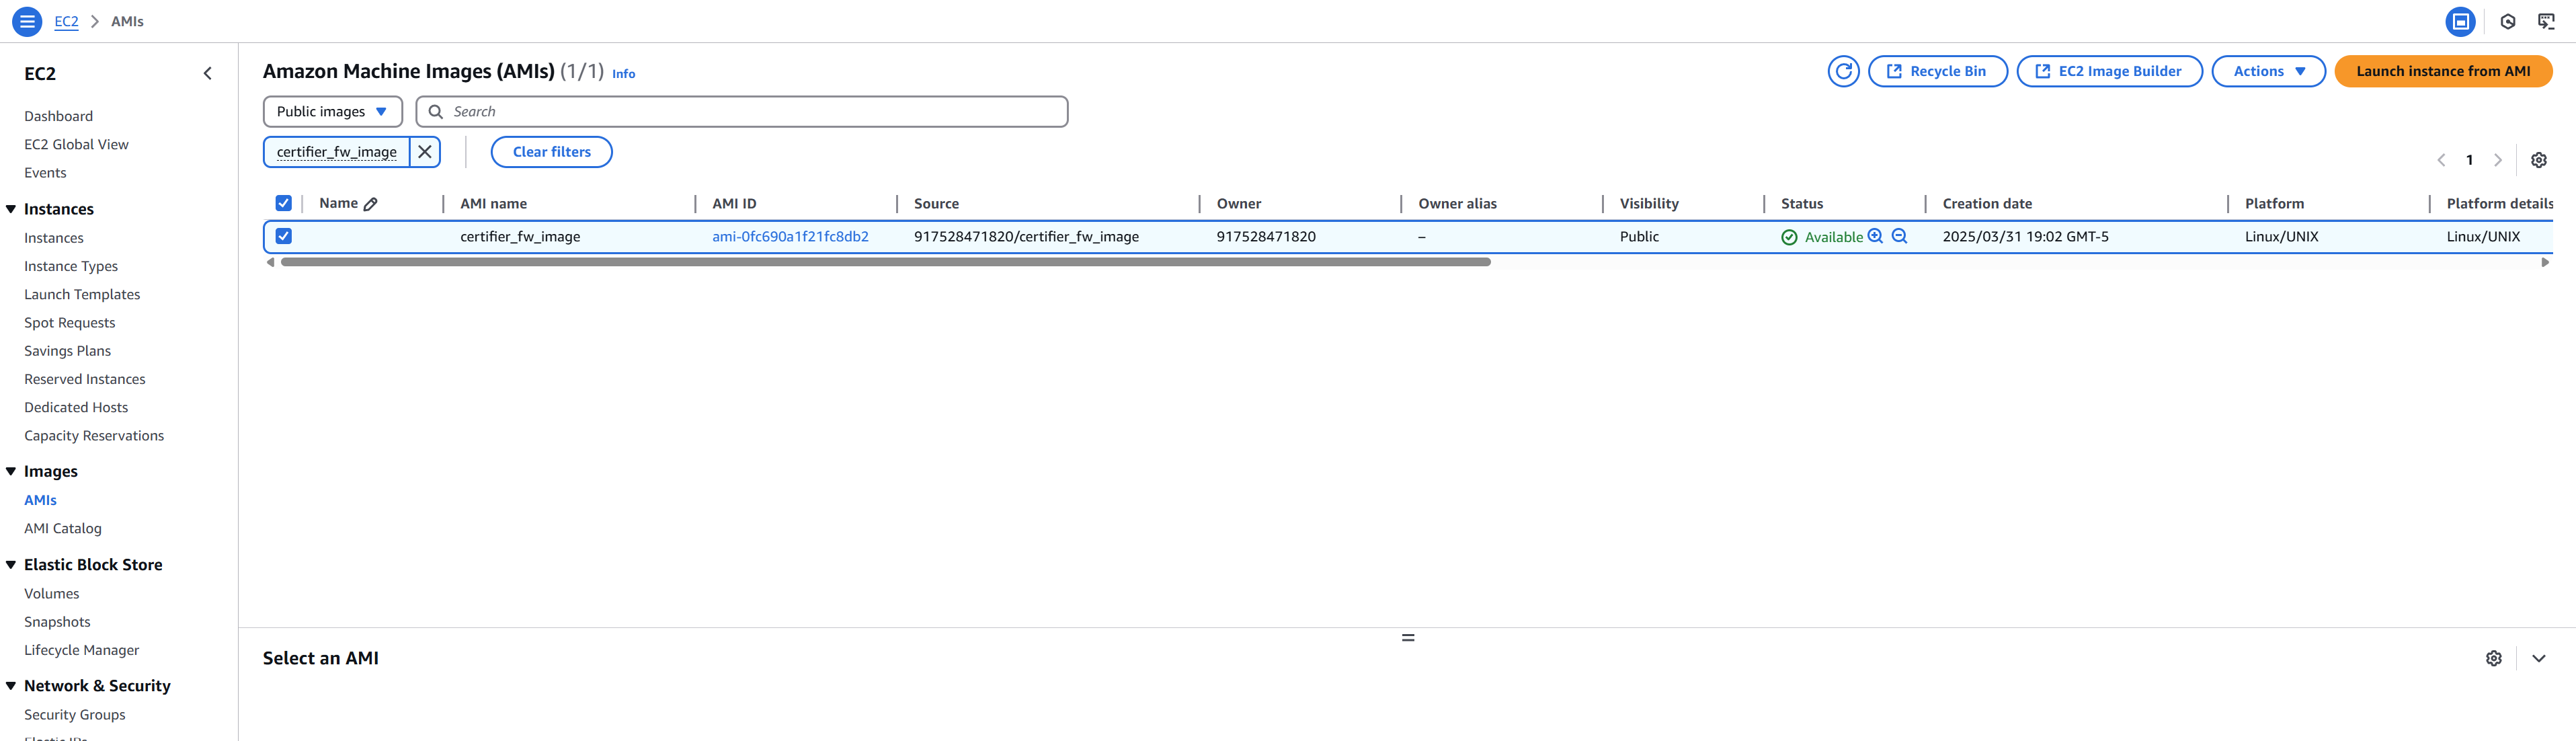 EC2 AMIs
EC2
Dashboard
EC2 Global View
Events
Instances
Instances
Instance Types
Launch Templates
Spot Requests
Savings Plans
Reserved Instances
Dedicated Hosts
Capacity Reservations
Images
AMIs
AMI Catalog
Elastic Block Store
Volumes
Snapshots
Lifecycle Manager
Network & Security
Security Groups
Elastic IPs
Amazon Machine Images (AMIs) (1/1) Info
Recycle Bin EC2 Image Builder Actions Launch instance from AMI
Public images Search
certifier_fw_image Clear filters
1
Name AMI name AMI ID Source Owner Owner alias Visibility Status Creation date Platform Platform details
certifier_fw_image ami-0fc690a1f21fc8db2 917528471820/certifier_fw_image 917528471820 – Public Available 2025/03/31 19:02 GMT-5 Linux/UNIX Linux/UNIX
Select an AMI